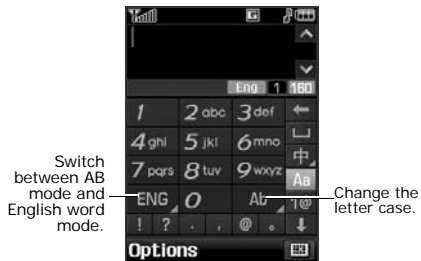 Eng 1 160
1 2 abc 3 def
4 ghi 5 jkl 6 mno 中
7 pqrs 8 tuv 9 wxyz Aa
ENG 0 Ab 1@
! ? . , @ 。
Options
Switch
between AB
mode and
English word
mode.
Change the
letter case.